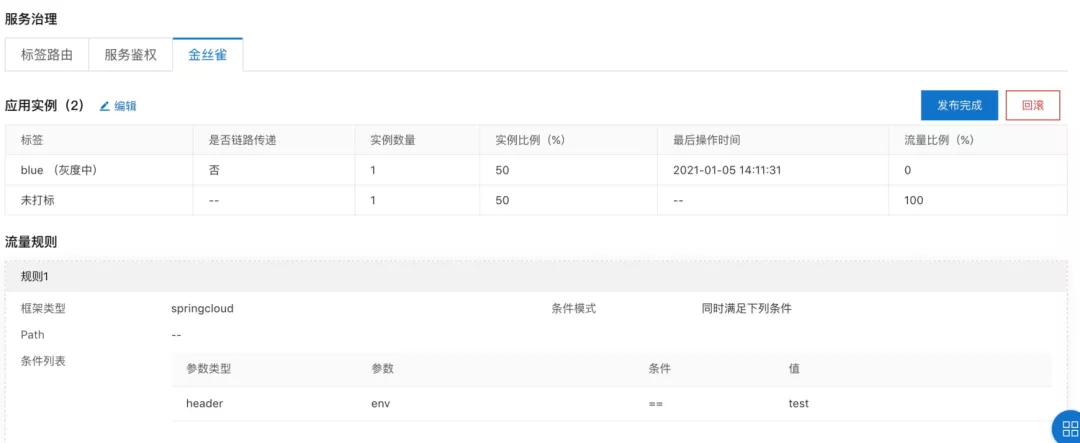 服务治理
标签路由 服务鉴权 金丝雀
应用实例（2） 编辑 发布完成 回滚
标签 是否链路传递 实例数量 实例比例（%） 最后操作时间 流量比例（%）
blue （灰度中） 否 1 50 2021-01-05 14:11:31 0
未打标 -- 1 50 -- 100
流量规则
规则1
框架类型 springcloud 条件模式 同时满足下列条件
Path --
条件列表 参数类型 参数 条件 值
header env == test